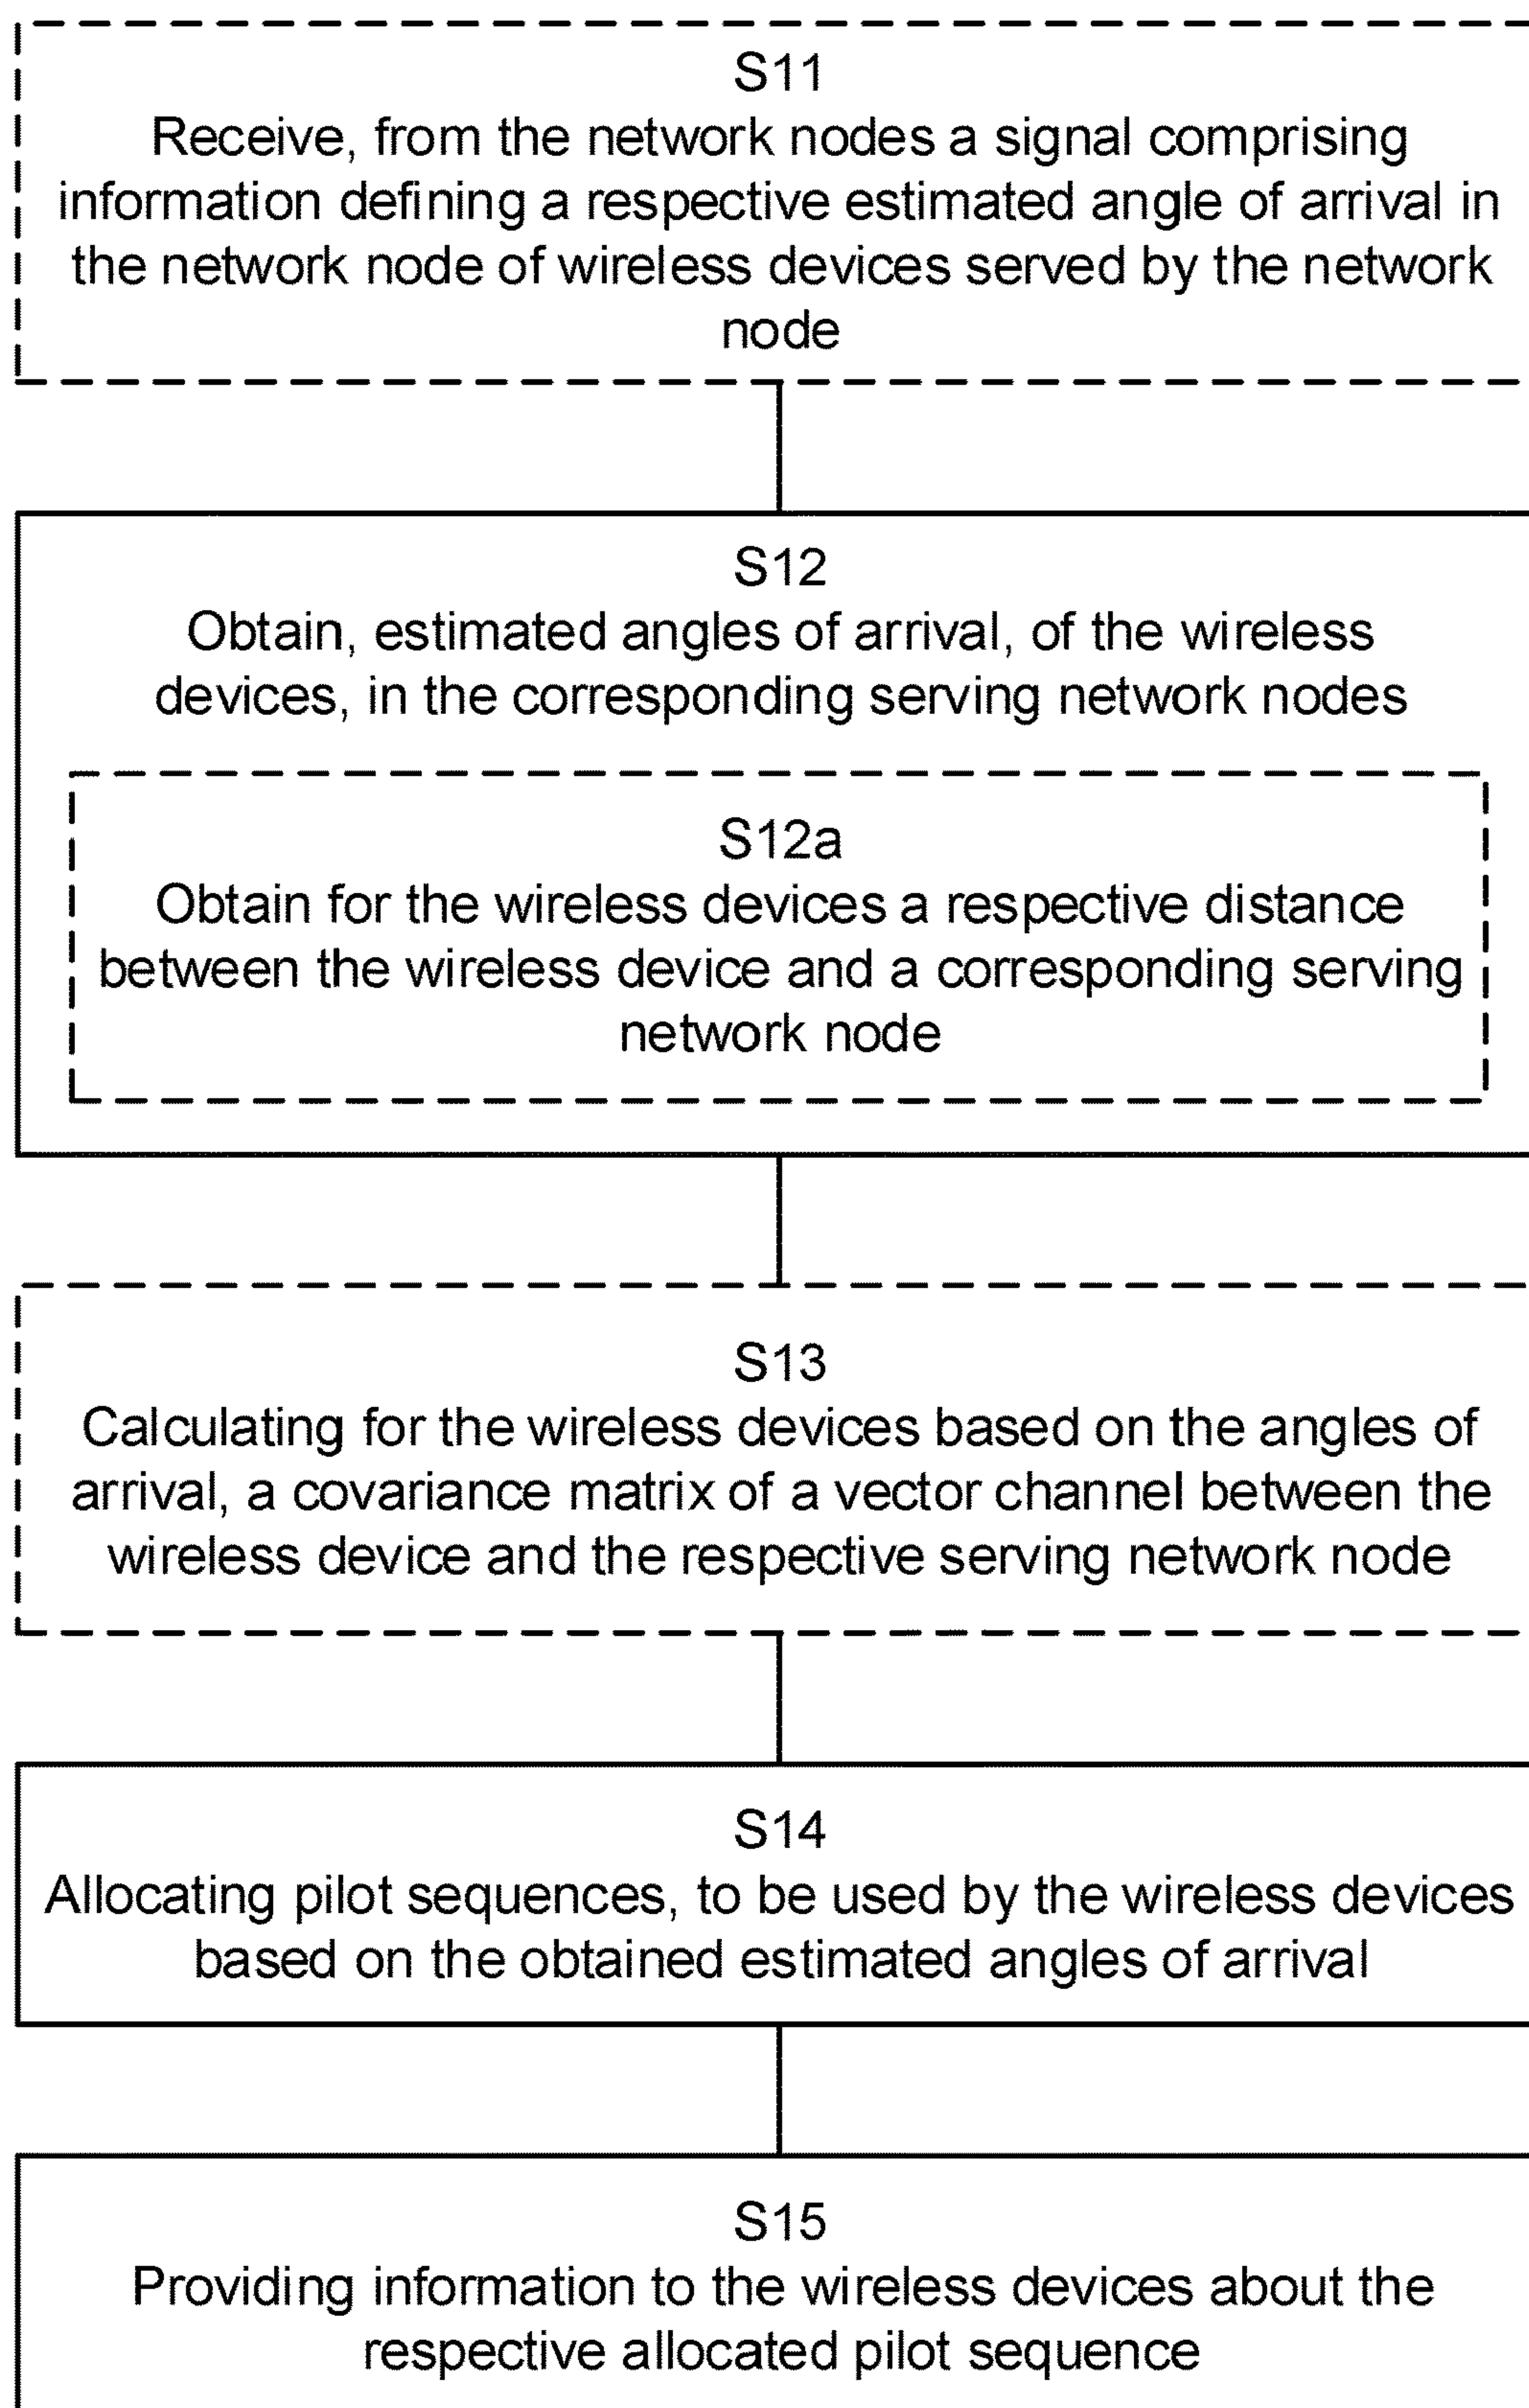 S11
Receive, from the network nodes a signal comprising
information defining a respective estimated angle of arrival in
the network node of wireless devices served by the network
node
S12
Obtain, estimated angles of arrival, of the wireless
devices, in the corresponding serving network nodes
S12a
Obtain for the wireless devices a respective distance
between the wireless device and a corresponding serving
network node
S13
Calculating for the wireless devices based on the angles of
arrival, a covariance matrix of a vector channel between the
wireless device and the respective serving network node
S14
Allocating pilot sequences, to be used by the wireless devices
based on the obtained estimated angles of arrival
S15
Providing information to the wireless devices about the
respective allocated pilot sequence